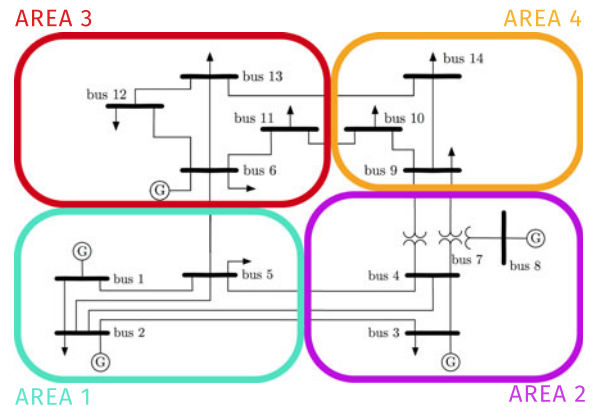 AREA 3
AREA 4
bus 13
bus 14
bus 12
bus 11
bus 10
bus 6
bus 9
G
G
bus 1
bus 5
bus 4
bus 7
G
bus 8
bus 2
bus 3
G
G
AREA 1
AREA 2